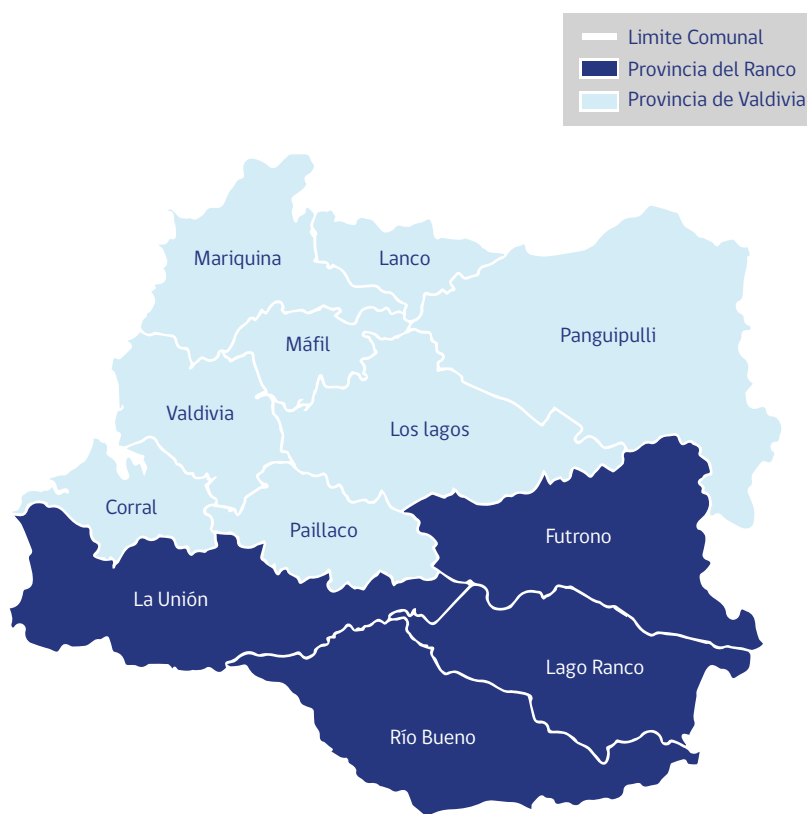 Limite Comunal
Provincia del Ranco
Provincia de Valdivia
Mariquina
Lanco
Máfil
Panguipulli
Valdivia
Los lagos
Corral
Paillaco
Futrono
La Unión
Lago Ranco
Río Bueno